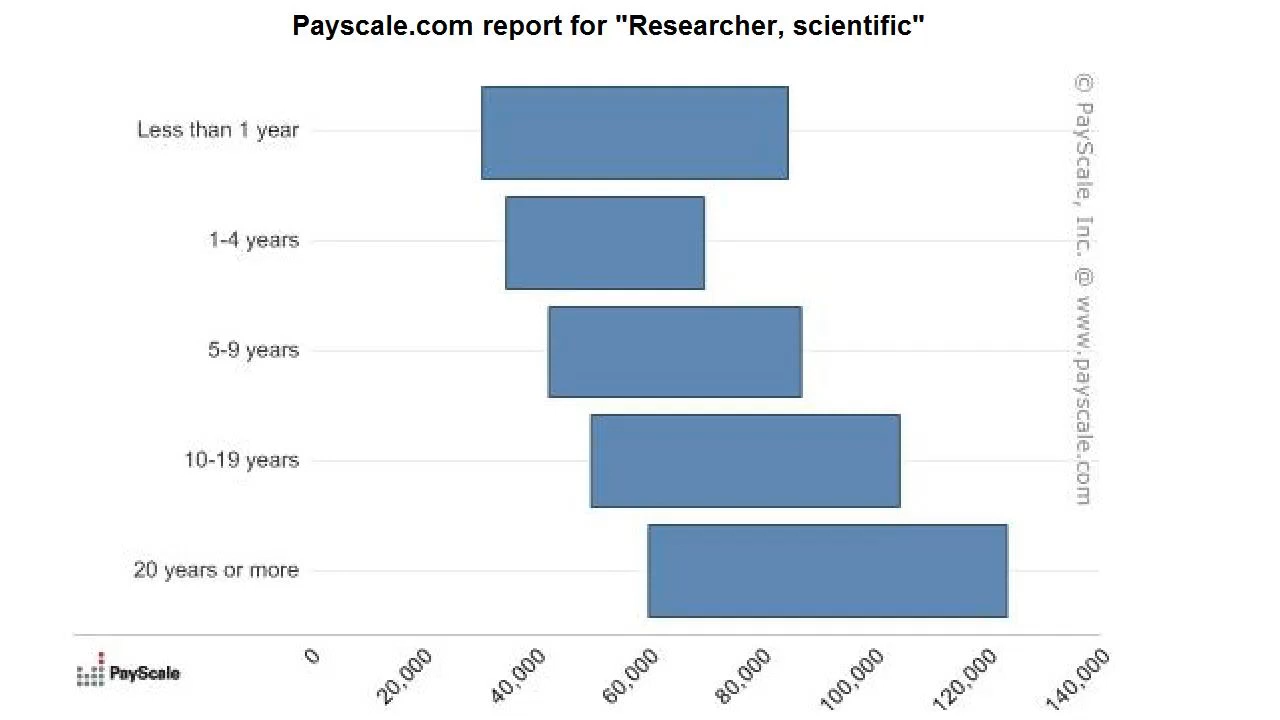 Payscale.com report for "Researcher, scientific"
Less than 1 year
1-4 years
5-9 years
10-19 years
20 years or more
© PayScale, Inc. @ www.payscale.com
PayScale
0
20,000
40,000
60,000
80,000
100,000
120,000
140,000